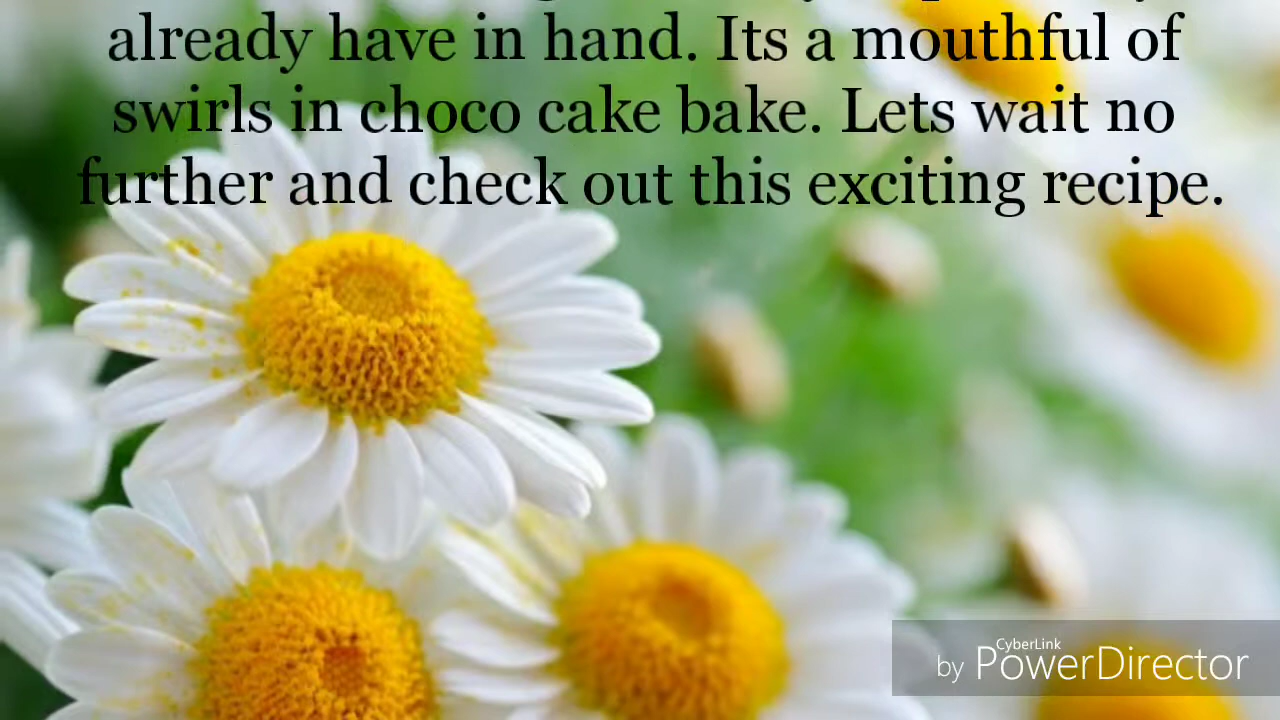 already have in hand. Its a mouthful of
swirls in choco cake bake. Lets wait no
further and check out this exciting recipe.
CyberLink
by PowerDirector